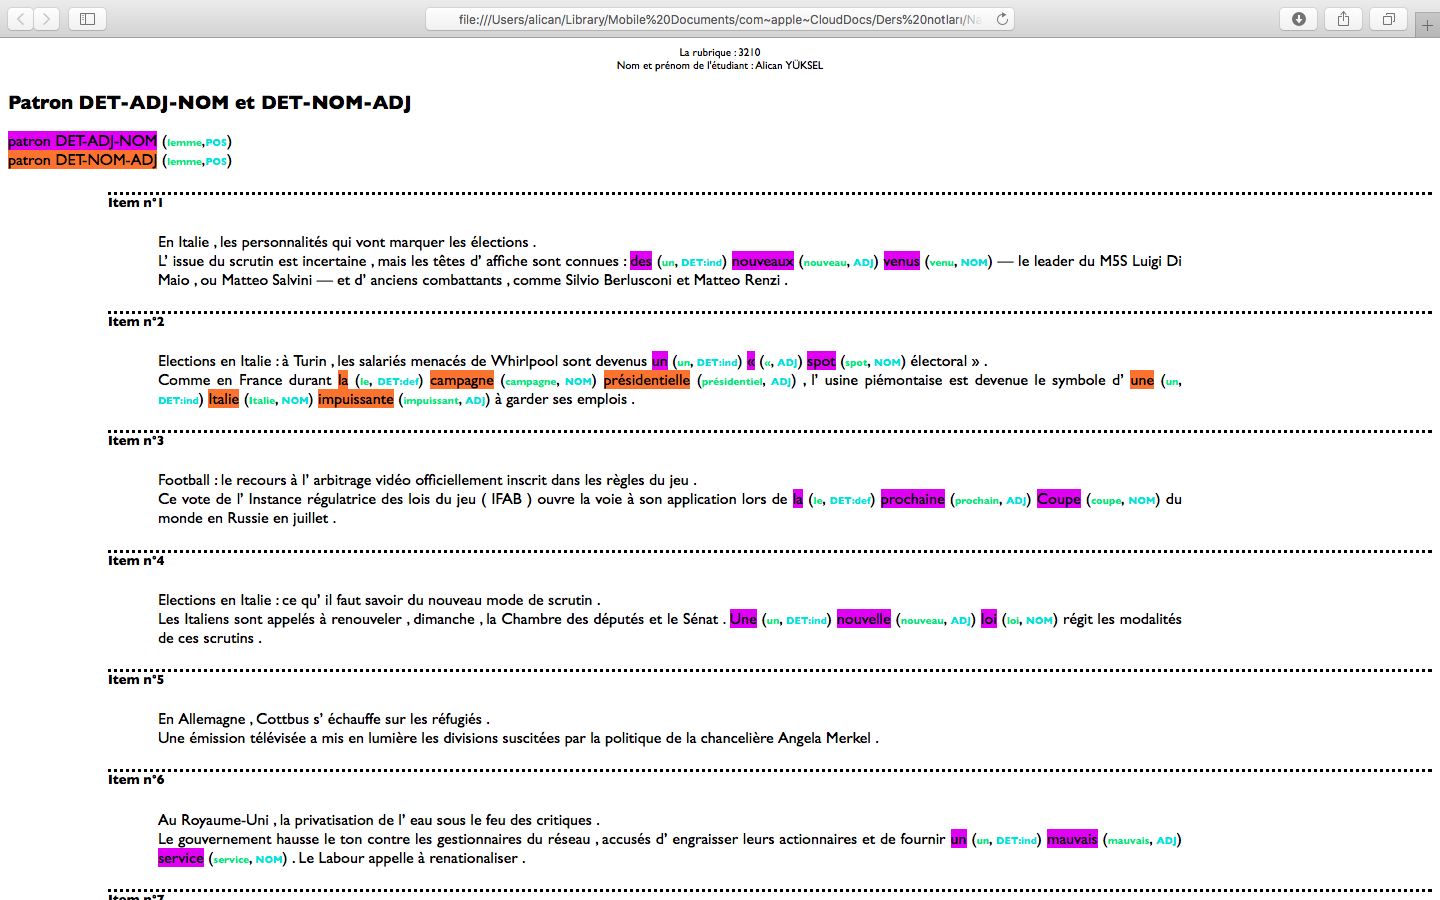 file:///Users/alican/Library/Mobile%20Documents/com~apple~CloudDocs/Ders%20notları/Na
La rubrique : 3210
Nom et prénom de l'étudiant : Alican YÜKSEL
Patron DET-ADJ-NOM et DET-NOM-ADJ
patron DET-ADJ-NOM (lemme,POS)
patron DET-NOM-ADJ (lemme,POS)
Item n°1
En Italie , les personnalités qui vont marquer les élections .
L’ issue du scrutin est incertaine , mais les têtes d’ affiche sont connues : des (un, DET:ind) nouveaux (nouveau, ADJ) venus (venu, NOM) — le leader du M5S Luigi Di
Maio , ou Matteo Salvini — et d’ anciens combattants , comme Silvio Berlusconi et Matteo Renzi .
Item n°2
Elections en Italie : à Turin , les salariés menacés de Whirlpool sont devenus un (un, DET:ind) « («, ADJ) spot (spot, NOM) électoral » .
Comme en France durant la (le, DET:def) campagne (campagne, NOM) présidentielle (présidentiel, ADJ) , l’ usine piémontaise est devenue le symbole d’ une (un,
DET:ind) Italie (Italie, NOM) impuissante (impuissant, ADJ) à garder ses emplois .
Item n°3
Football : le recours à l’ arbitrage vidéo officiellement inscrit dans les règles du jeu .
Ce vote de l’ Instance régulatrice des lois du jeu ( IFAB ) ouvre la voie à son application lors de la (le, DET:def) prochaine (prochain, ADJ) Coupe (coupe, NOM) du
monde en Russie en juillet .
Item n°4
Elections en Italie : ce qu’ il faut savoir du nouveau mode de scrutin .
Les Italiens sont appelés à renouveler , dimanche , la Chambre des députés et le Sénat . Une (un, DET:ind) nouvelle (nouveau, ADJ) loi (loi, NOM) régit les modalités
de ces scrutins .
Item n°5
En Allemagne , Cottbus s’ échauffe sur les réfugiés .
Une émission télévisée a mis en lumière les divisions suscitées par la politique de la chancelière Angela Merkel .
Item n°6
Au Royaume-Uni , la privatisation de l’ eau sous le feu des critiques .
Le gouvernement hausse le ton contre les gestionnaires du réseau , accusés d’ engraisser leurs actionnaires et de fournir un (un, DET:ind) mauvais (mauvais, ADJ)
service (service, NOM) . Le Labour appelle à renationaliser .
Item n°7